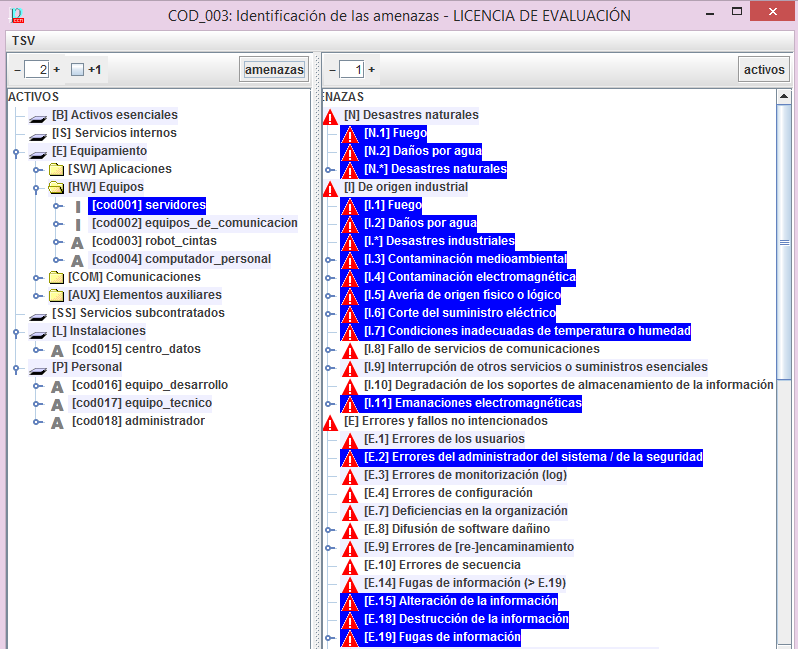 COD_003: Identificación de las amenazas - LICENCIA DE EVALUACIÓN
TSV
– 2 + +1 amenazas
– 1 + activos
ACTIVOS
[B] Activos esenciales
[IS] Servicios internos
[E] Equipamiento
[SW] Aplicaciones
[HW] Equipos
[cod001] servidores
[cod002] equipos_de_comunicacion
[cod003] robot_cintas
[cod004] computador_personal
[COM] Comunicaciones
[AUX] Elementos auxiliares
[SS] Servicios subcontratados
[L] Instalaciones
[cod015] centro_datos
[P] Personal
[cod016] equipo_desarrollo
[cod017] equipo_tecnico
[cod018] administrador
ENAZAS
[N] Desastres naturales
[N.1] Fuego
[N.2] Daños por agua
[N.*] Desastres naturales
[I] De origen industrial
[I.1] Fuego
[I.2] Daños por agua
[I.*] Desastres industriales
[I.3] Contaminación medioambiental
[I.4] Contaminación electromagnética
[I.5] Avería de origen físico o lógico
[I.6] Corte del suministro eléctrico
[I.7] Condiciones inadecuadas de temperatura o humedad
[I.8] Fallo de servicios de comunicaciones
[I.9] Interrupción de otros servicios o suministros esenciales
[I.10] Degradación de los soportes de almacenamiento de la información
[I.11] Emanaciones electromagnéticas
[E] Errores y fallos no intencionados
[E.1] Errores de los usuarios
[E.2] Errores del administrador del sistema / de la seguridad
[E.3] Errores de monitorización (log)
[E.4] Errores de configuración
[E.7] Deficiencias en la organización
[E.8] Difusión de software dañino
[E.9] Errores de [re-]encaminamiento
[E.10] Errores de secuencia
[E.14] Fugas de información (> E.19)
[E.15] Alteración de la información
[E.18] Destrucción de la información
[E.19] Fugas de información